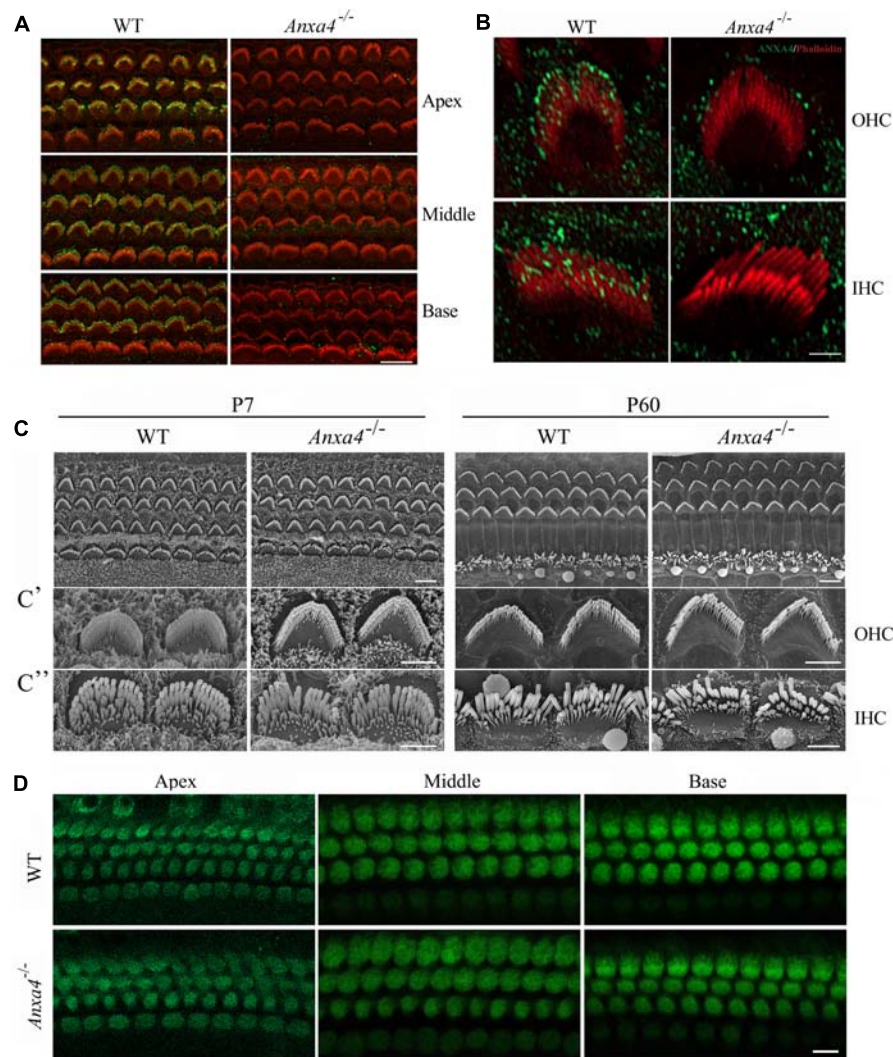 A
WT
Anxa4-/-
Apex
Middle
Base
B
WT
Anxa4-/-
ANXA4/Phalloidin
OHC
IHC
C
P7
P60
WT
Anxa4-/-
WT
Anxa4-/-
C'
OHC
C''
IHC
D
Apex
Middle
Base
WT
Anxa4-/-